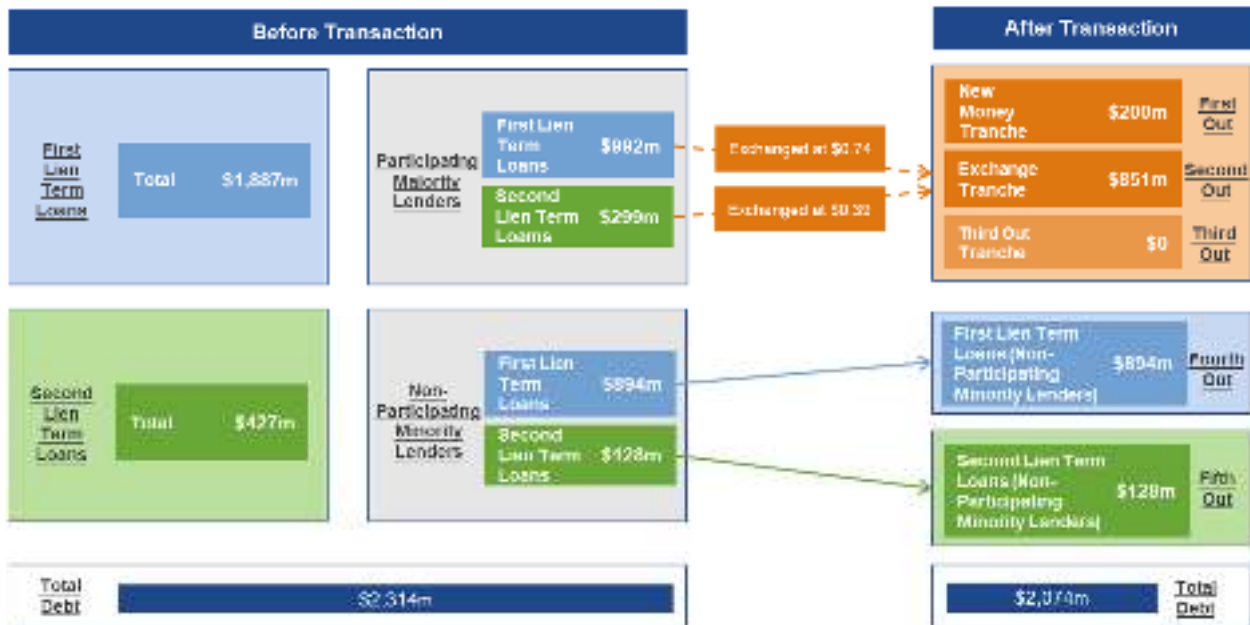 Before Transaction
After Transaction
First
Lien
Term
Loans
Total $1,887m
Participating
Majority
Lenders
First Lien
Term
Loans
$992m
Second
Lien Term
Loans
$299m
Exchanged at $0.74
Exchanged at $0.39
New
Money
Tranche
$200m
First
Out
Exchange
Tranche
$851m
Second
Out
Third Out
Tranche
$0
Third
Out
Second
Lien
Term
Loans
Total $427m
Non-
Participating
Minority
Lenders
First Lien
Term
Loans
$894m
Second
Lien Term
Loans
$128m
First Lien Term
Loans (Non-
Participating
Minority Lenders)
$894m
Fourth
Out
Second Lien Term
Loans (Non-
Participating
Minority Lenders)
$128m
Fifth
Out
Total
Debt
$2,314m
$2,074m
Total
Debt